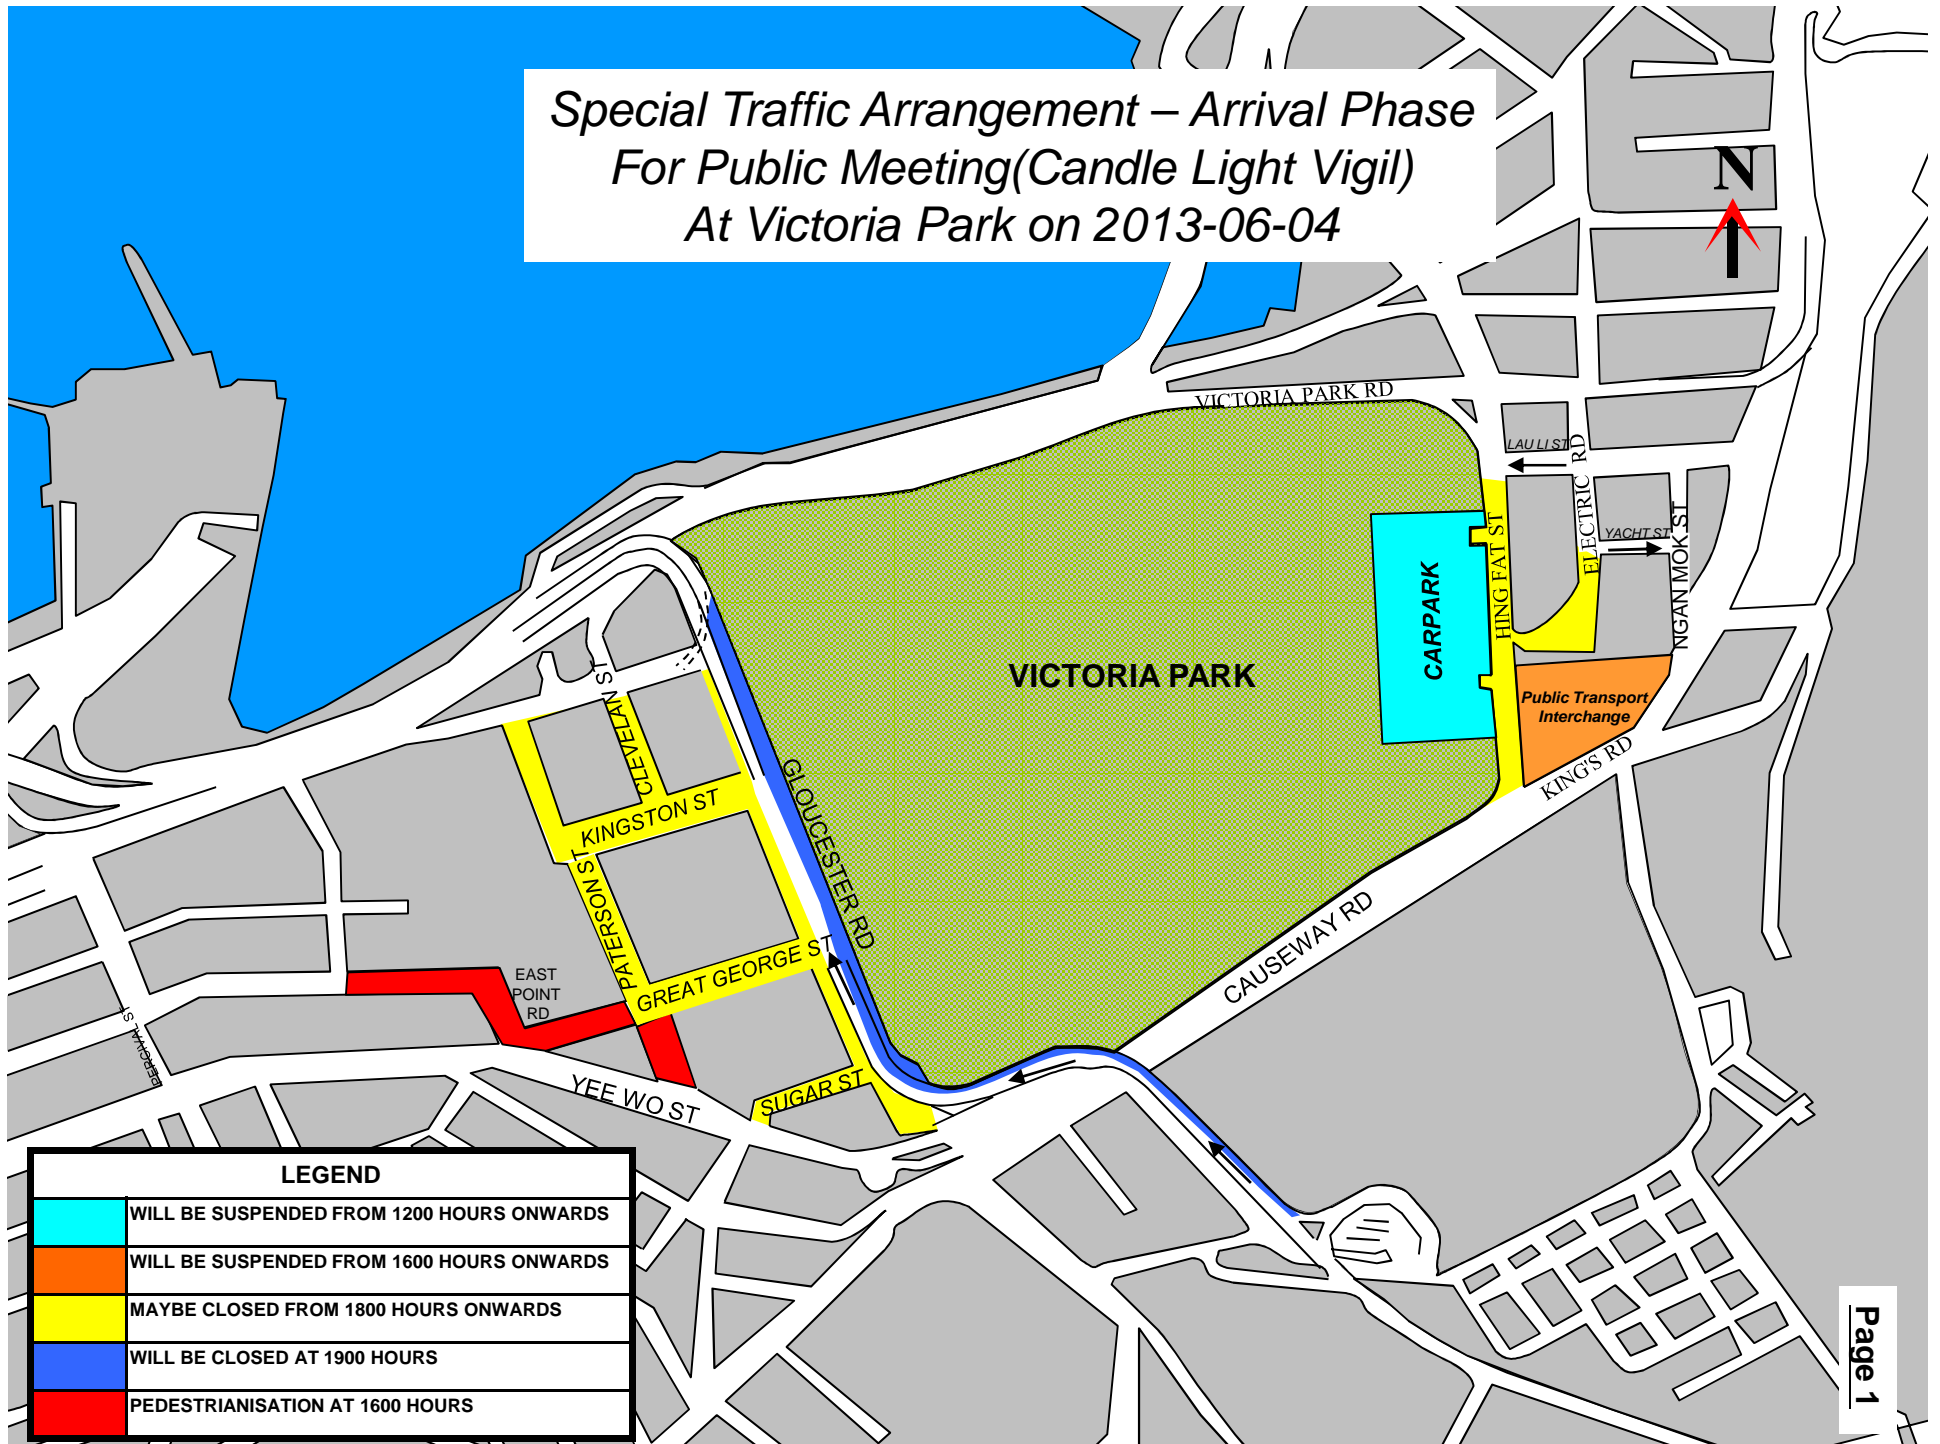 Special Traffic Arrangement – Arrival Phase
For Public Meeting(Candle Light Vigil)
At Victoria Park on 2013-06-04
N
VICTORIA PARK RD
LAU LI ST
ELECTRIC RD
YACHT ST
NGAN MOK ST
HING FAT ST
CARPARK
VICTORIA PARK
Public Transport
Interchange
KING'S RD
CLEVELAN ST
KINGSTON ST
GLOUCESTER RD
PATERSON ST
GREAT GEORGE ST
CAUSEWAY RD
EAST
POINT
RD
PERCIVAL ST
YEE WO ST
SUGAR ST
LEGEND
WILL BE SUSPENDED FROM 1200 HOURS ONWARDS
WILL BE SUSPENDED FROM 1600 HOURS ONWARDS
MAYBE CLOSED FROM 1800 HOURS ONWARDS
WILL BE CLOSED AT 1900 HOURS
PEDESTRIANISATION AT 1600 HOURS
Page 1